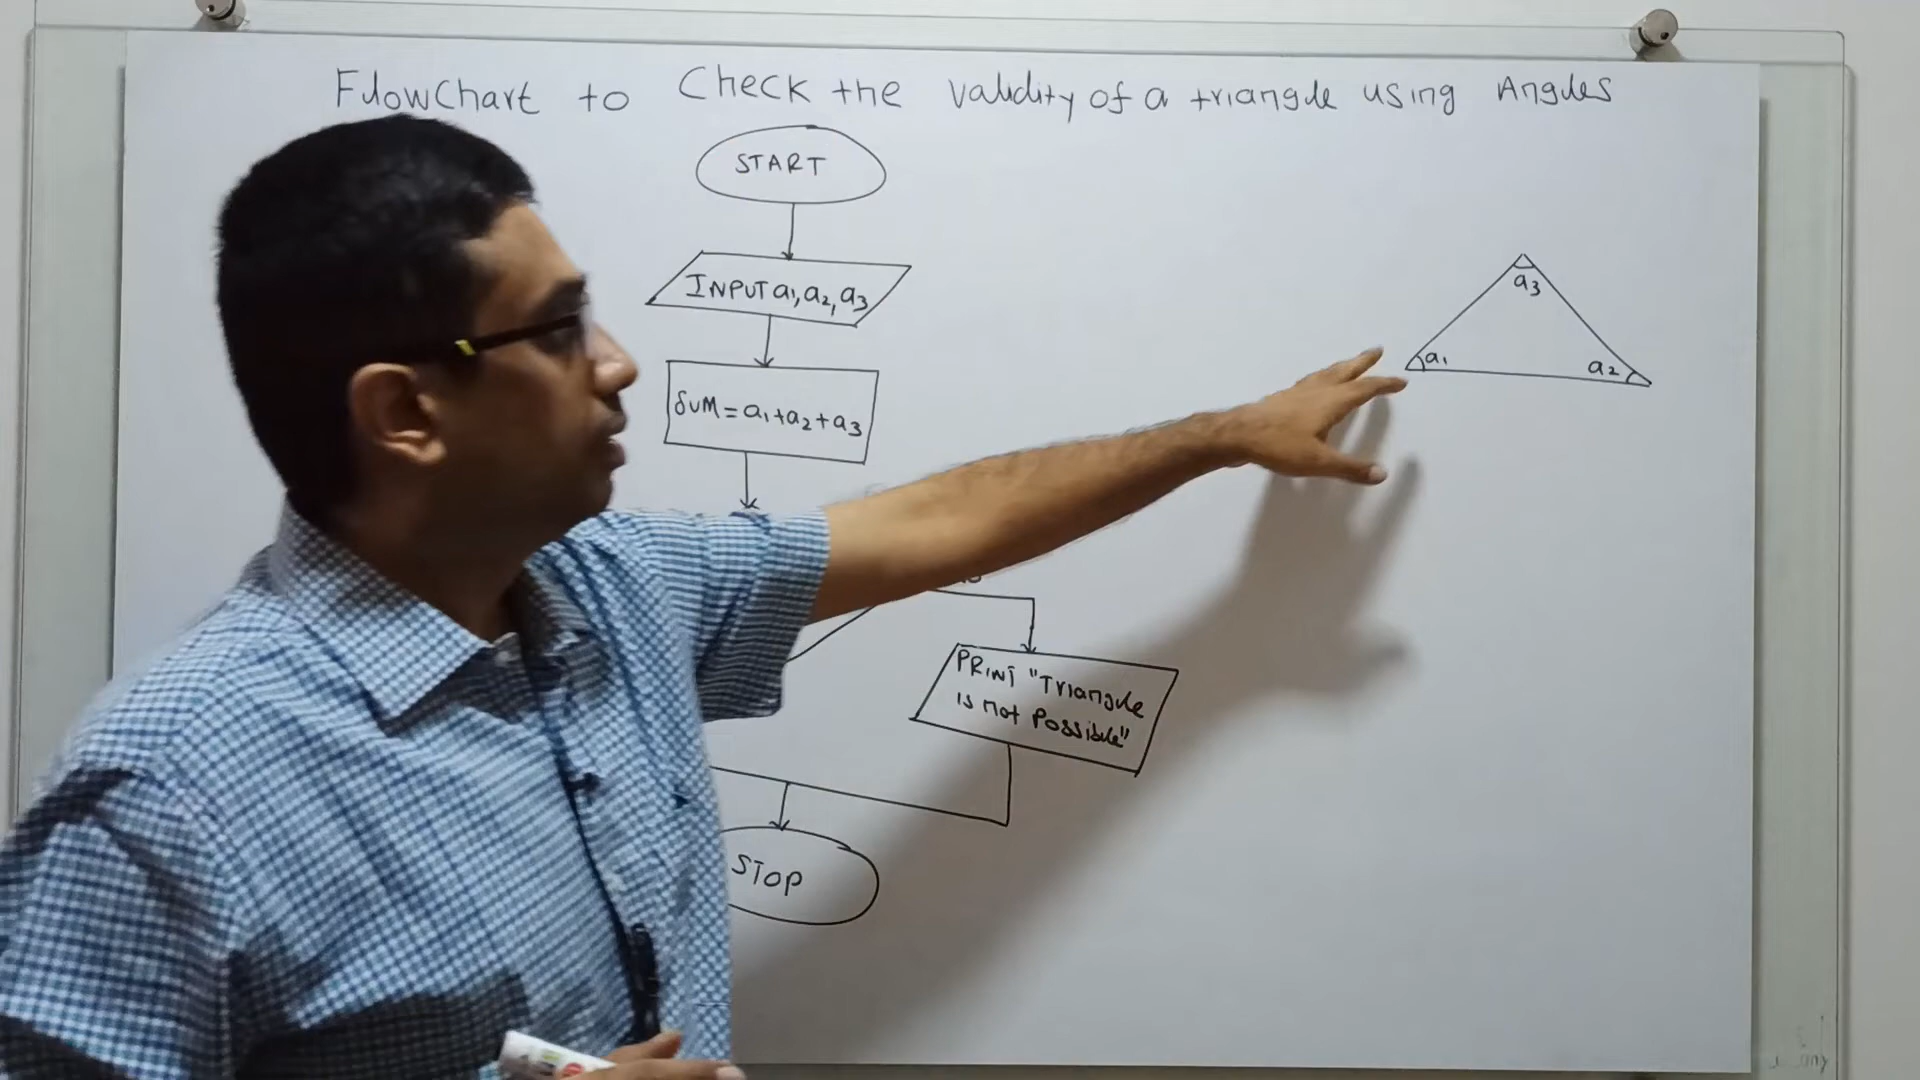 FlowChart to Check the validity of a triangle using Angles
START
INPUT a1, a2, a3
a3
a1
a2
SUM = a1+a2+a3
PRINT "Triangle
is not Possible"
STOP